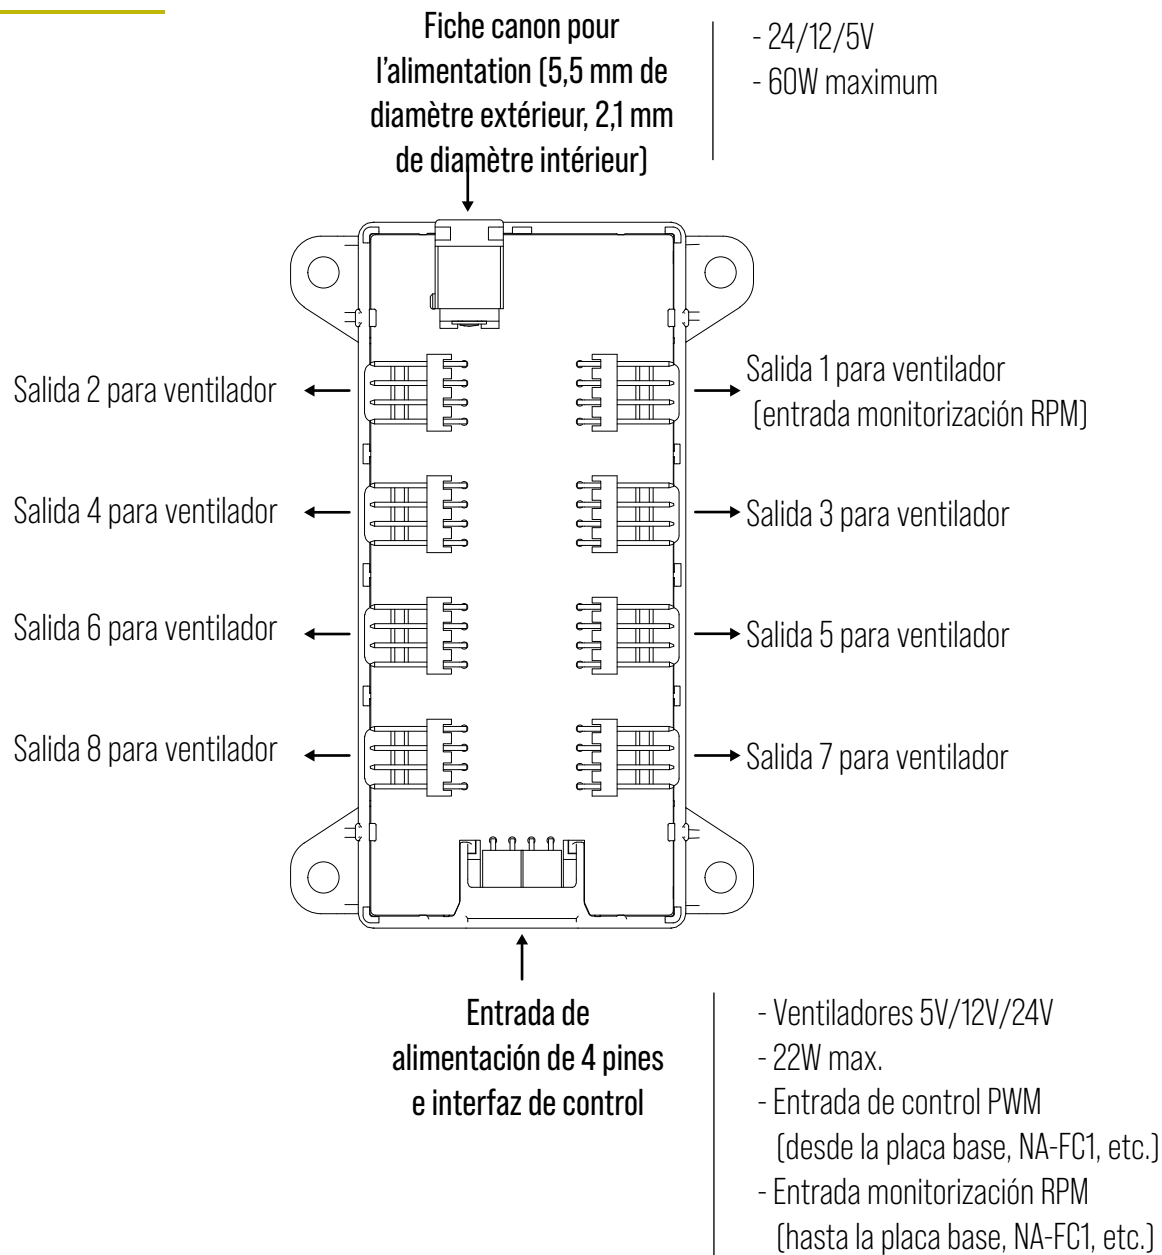 Fiche canon pour
l'alimentation (5,5 mm de
diamètre extérieur, 2,1 mm
de diamètre intérieur)
- 24/12/5V
- 60W maximum
Salida 2 para ventilador
Salida 1 para ventilador
(entrada monitorización RPM)
Salida 4 para ventilador
Salida 3 para ventilador
Salida 6 para ventilador
Salida 5 para ventilador
Salida 8 para ventilador
Salida 7 para ventilador
Entrada de
alimentación de 4 pines
e interfaz de control
- Ventiladores 5V/12V/24V
- 22W max.
- Entrada de control PWM
(desde la placa base, NA-FC1, etc.)
- Entrada monitorización RPM
(hasta la placa base, NA-FC1, etc.)